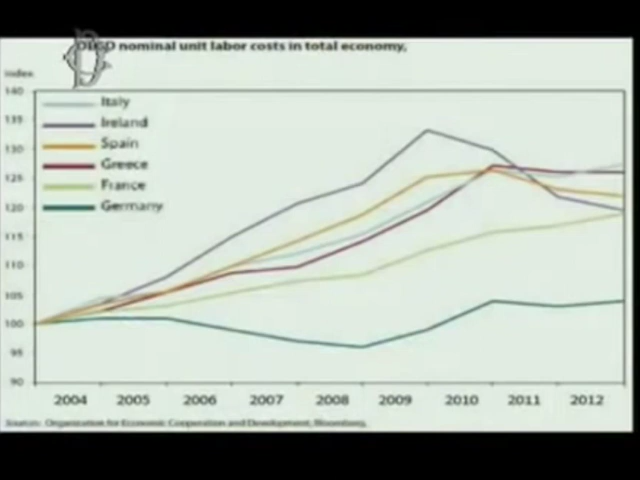 OECD nominal unit labor costs in total economy,
index
140
Italy
135
Ireland
130
Spain
Greece
125
France
120
Germany
115
110
105
100
95
90
2004 2005 2006 2007 2008 2009 2010 2011 2012
Sources: Organization for Economic Cooperation and Development, Bloomberg,